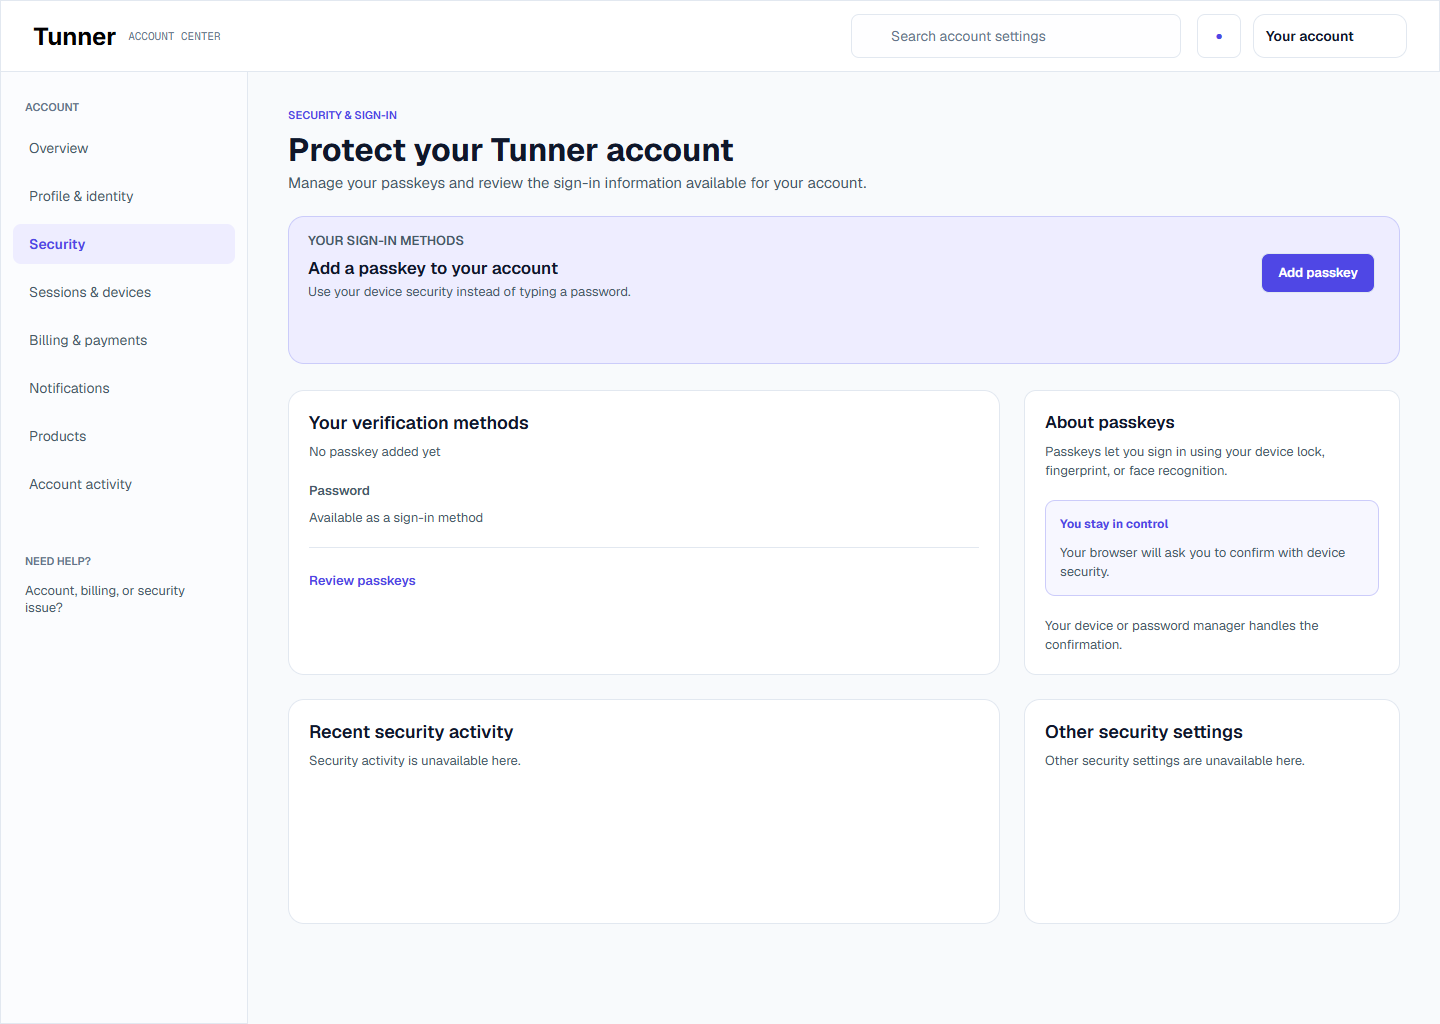 Tunner ACCOUNT CENTER
Search account settings
Your account
ACCOUNT
Overview
Profile & identity
Security
Sessions & devices
Billing & payments
Notifications
Products
Account activity
NEED HELP?
Account, billing, or security
issue?
SECURITY & SIGN-IN
Protect your Tunner account
Manage your passkeys and review the sign-in information available for your account.
YOUR SIGN-IN METHODS
Add a passkey to your account
Use your device security instead of typing a password.
Add passkey
Your verification methods
No passkey added yet
Password
Available as a sign-in method
Review passkeys
About passkeys
Passkeys let you sign in using your device lock,
fingerprint, or face recognition.
You stay in control
Your browser will ask you to confirm with device
security.
Your device or password manager handles the
confirmation.
Recent security activity
Security activity is unavailable here.
Other security settings
Other security settings are unavailable here.